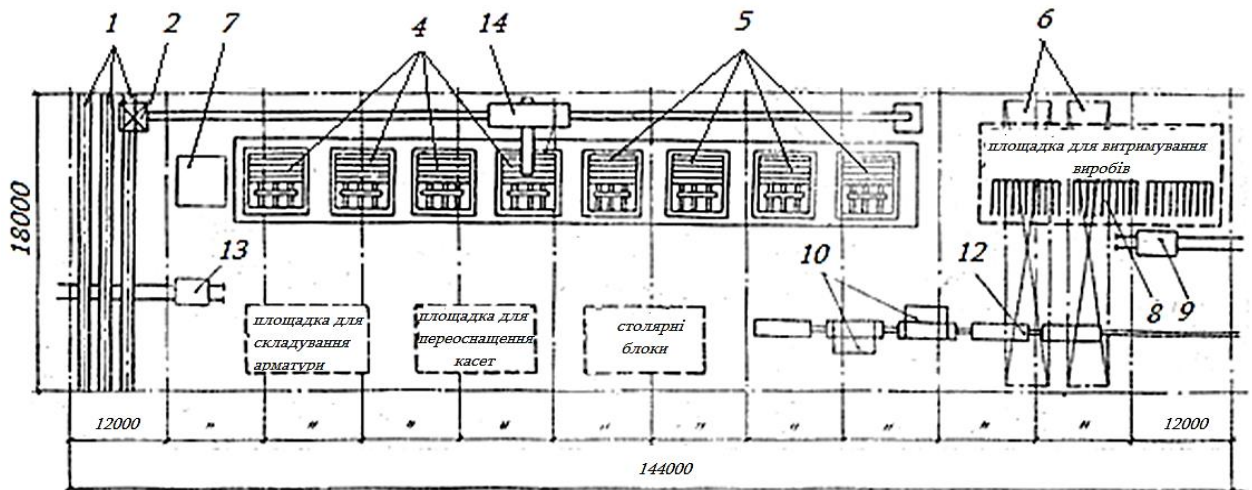 1 2 7 4 14 5 6
18000
площадка для витримування
виробів
13
10
12
8
9
площадка для
складування
арматури
площадка для
переоснащення
касет
столярні
блоки
12000 " " " " " " " " " " 12000
144000